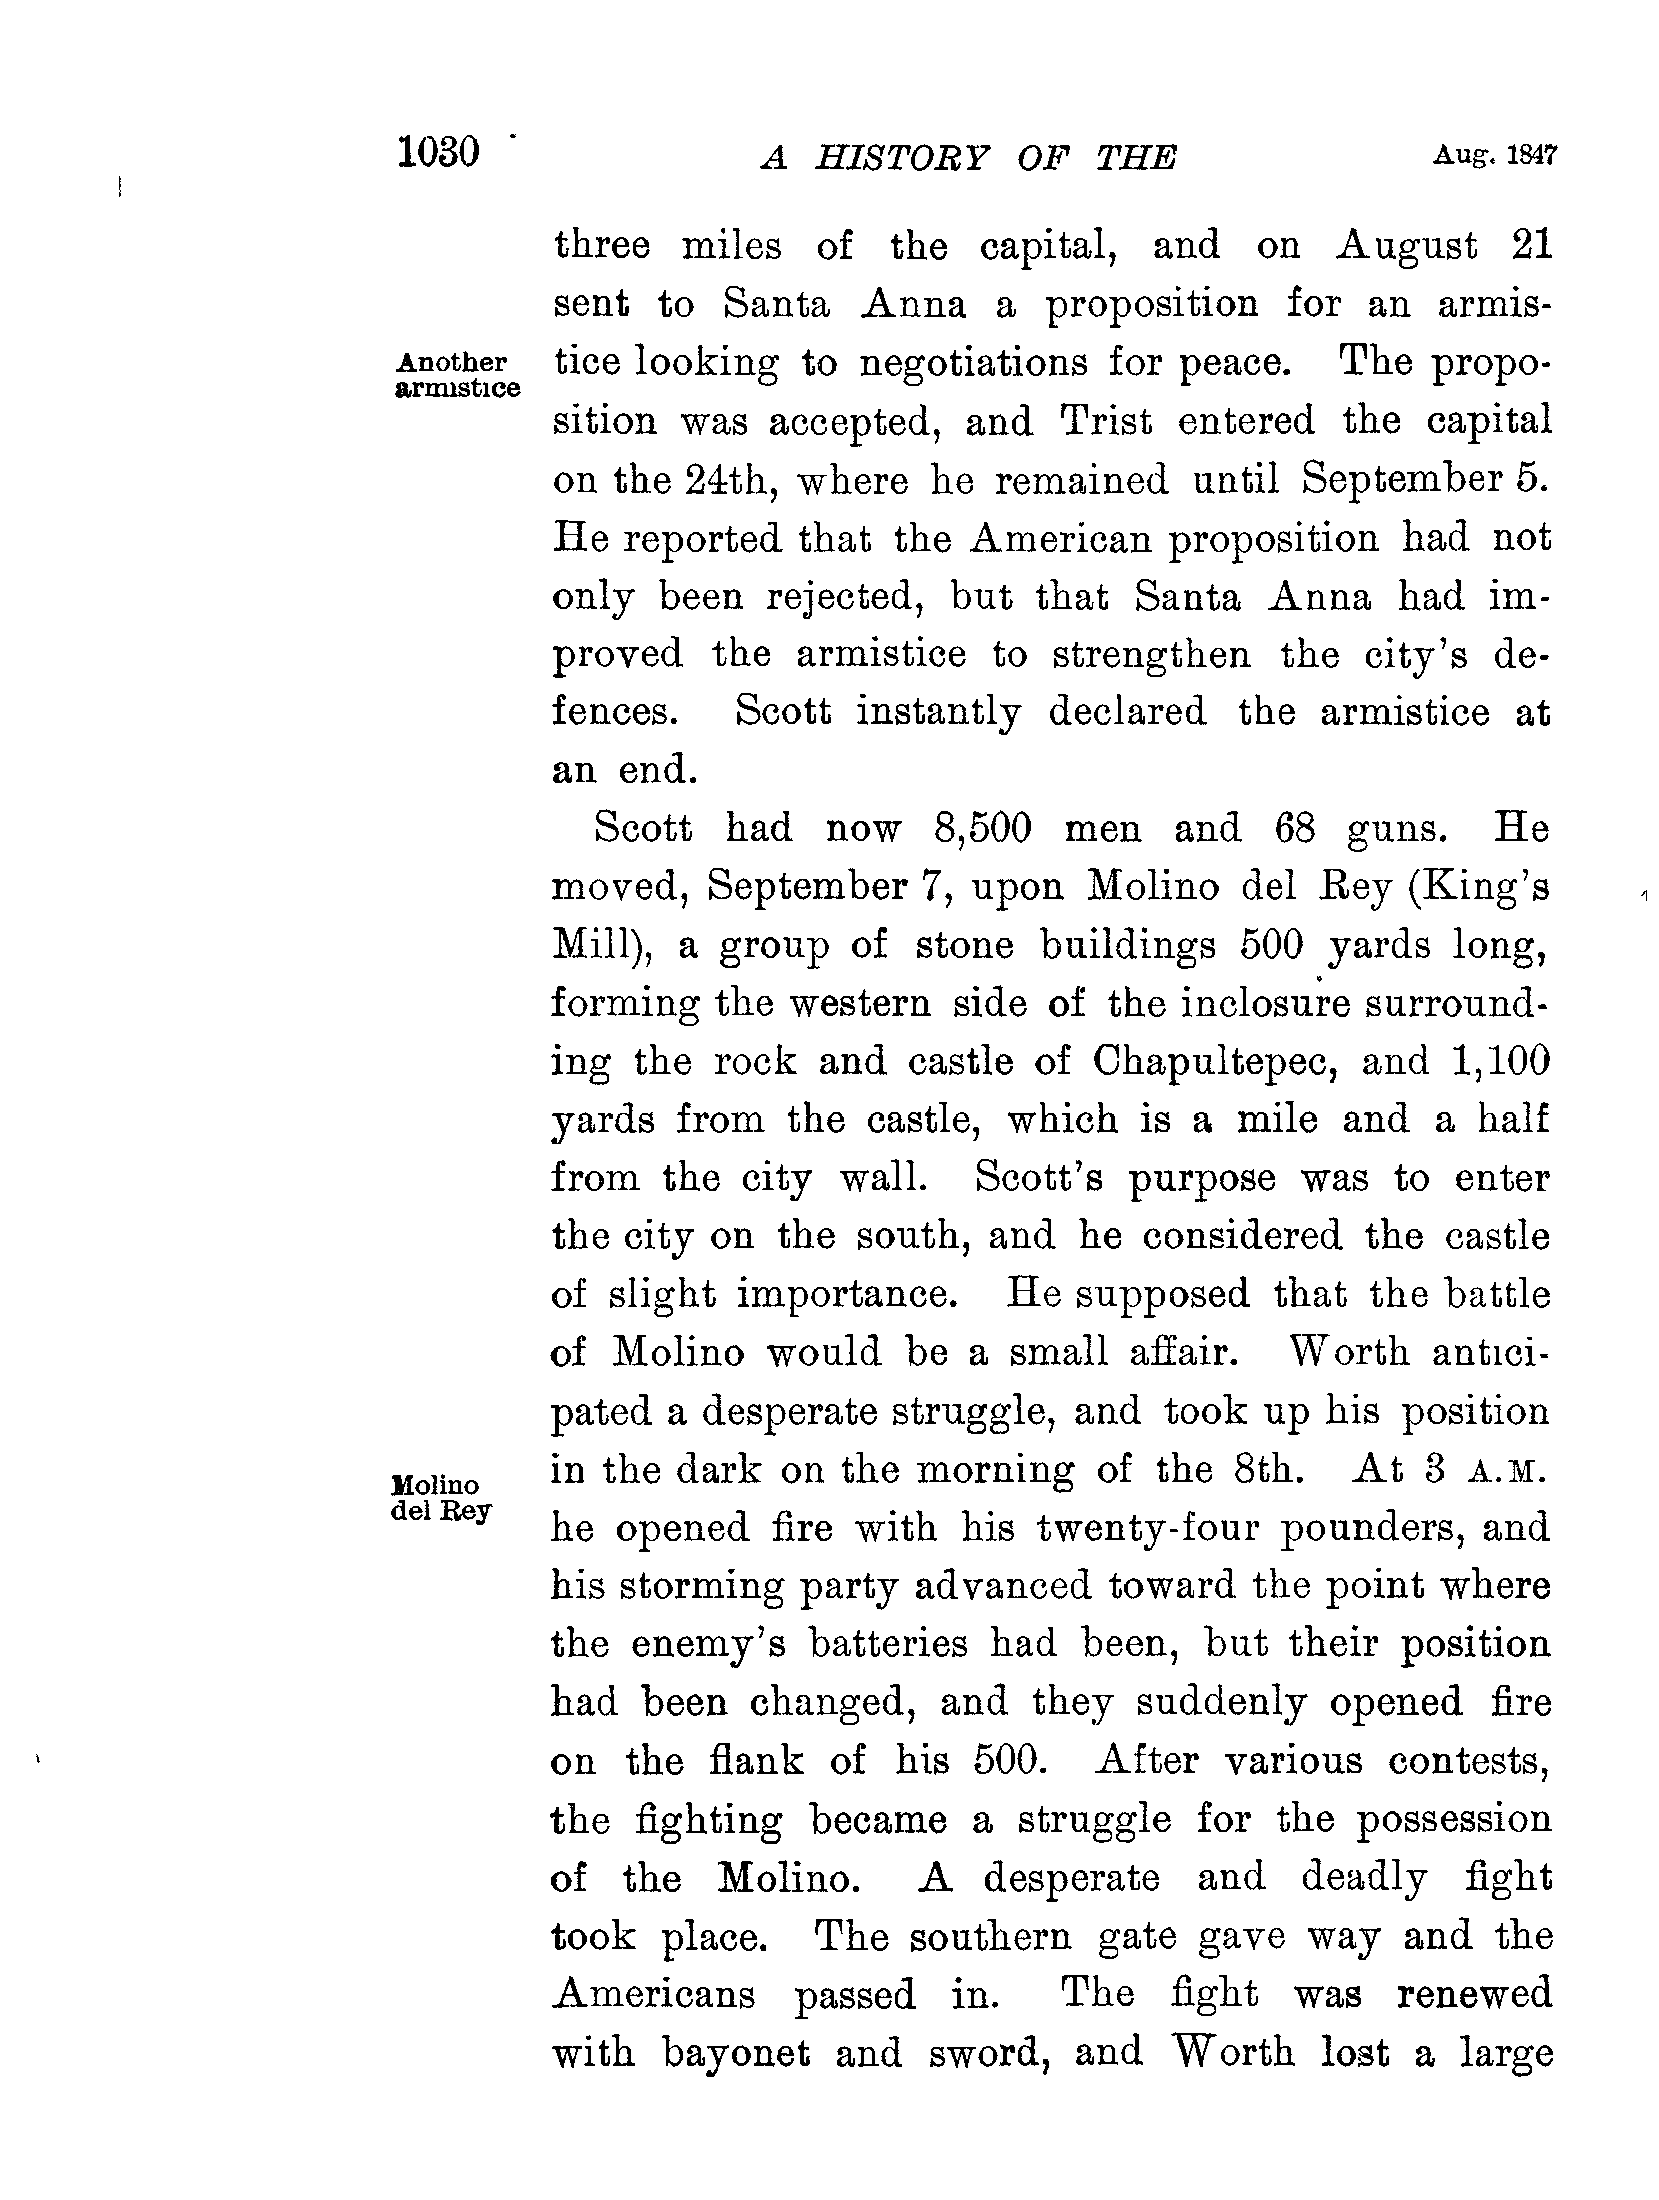 1030 A HISTORY OF THE Aug. 1847
three miles of the capital, and on August 21
sent to Santa Anna a proposition for an armis-
Another
armistice
tice looking to negotiations for peace. The propo-
sition was accepted, and Trist entered the capital
on the 24th, where he remained until September 5.
He reported that the American proposition had not
only been rejected, but that Santa Anna had im-
proved the armistice to strengthen the city's de-
fences. Scott instantly declared the armistice at
an end.
Scott had now 8,500 men and 68 guns. He
moved, September 7, upon Molino del Rey (King's
Mill), a group of stone buildings 500 yards long,
forming the western side of the inclosure surround-
ing the rock and castle of Chapultepec, and 1,100
yards from the castle, which is a mile and a half
from the city wall. Scott's purpose was to enter
the city on the south, and he considered the castle
of slight importance. He supposed that the battle
of Molino would be a small affair. Worth antici-
pated a desperate struggle, and took up his position
Molino
del Rey
in the dark on the morning of the 8th. At 3 A.M.
he opened fire with his twenty-four pounders, and
his storming party advanced toward the point where
the enemy's batteries had been, but their position
had been changed, and they suddenly opened fire
on the flank of his 500. After various contests,
the fighting became a struggle for the possession
of the Molino. A desperate and deadly fight
took place. The southern gate gave way and the
Americans passed in. The fight was renewed
with bayonet and sword, and Worth lost a large